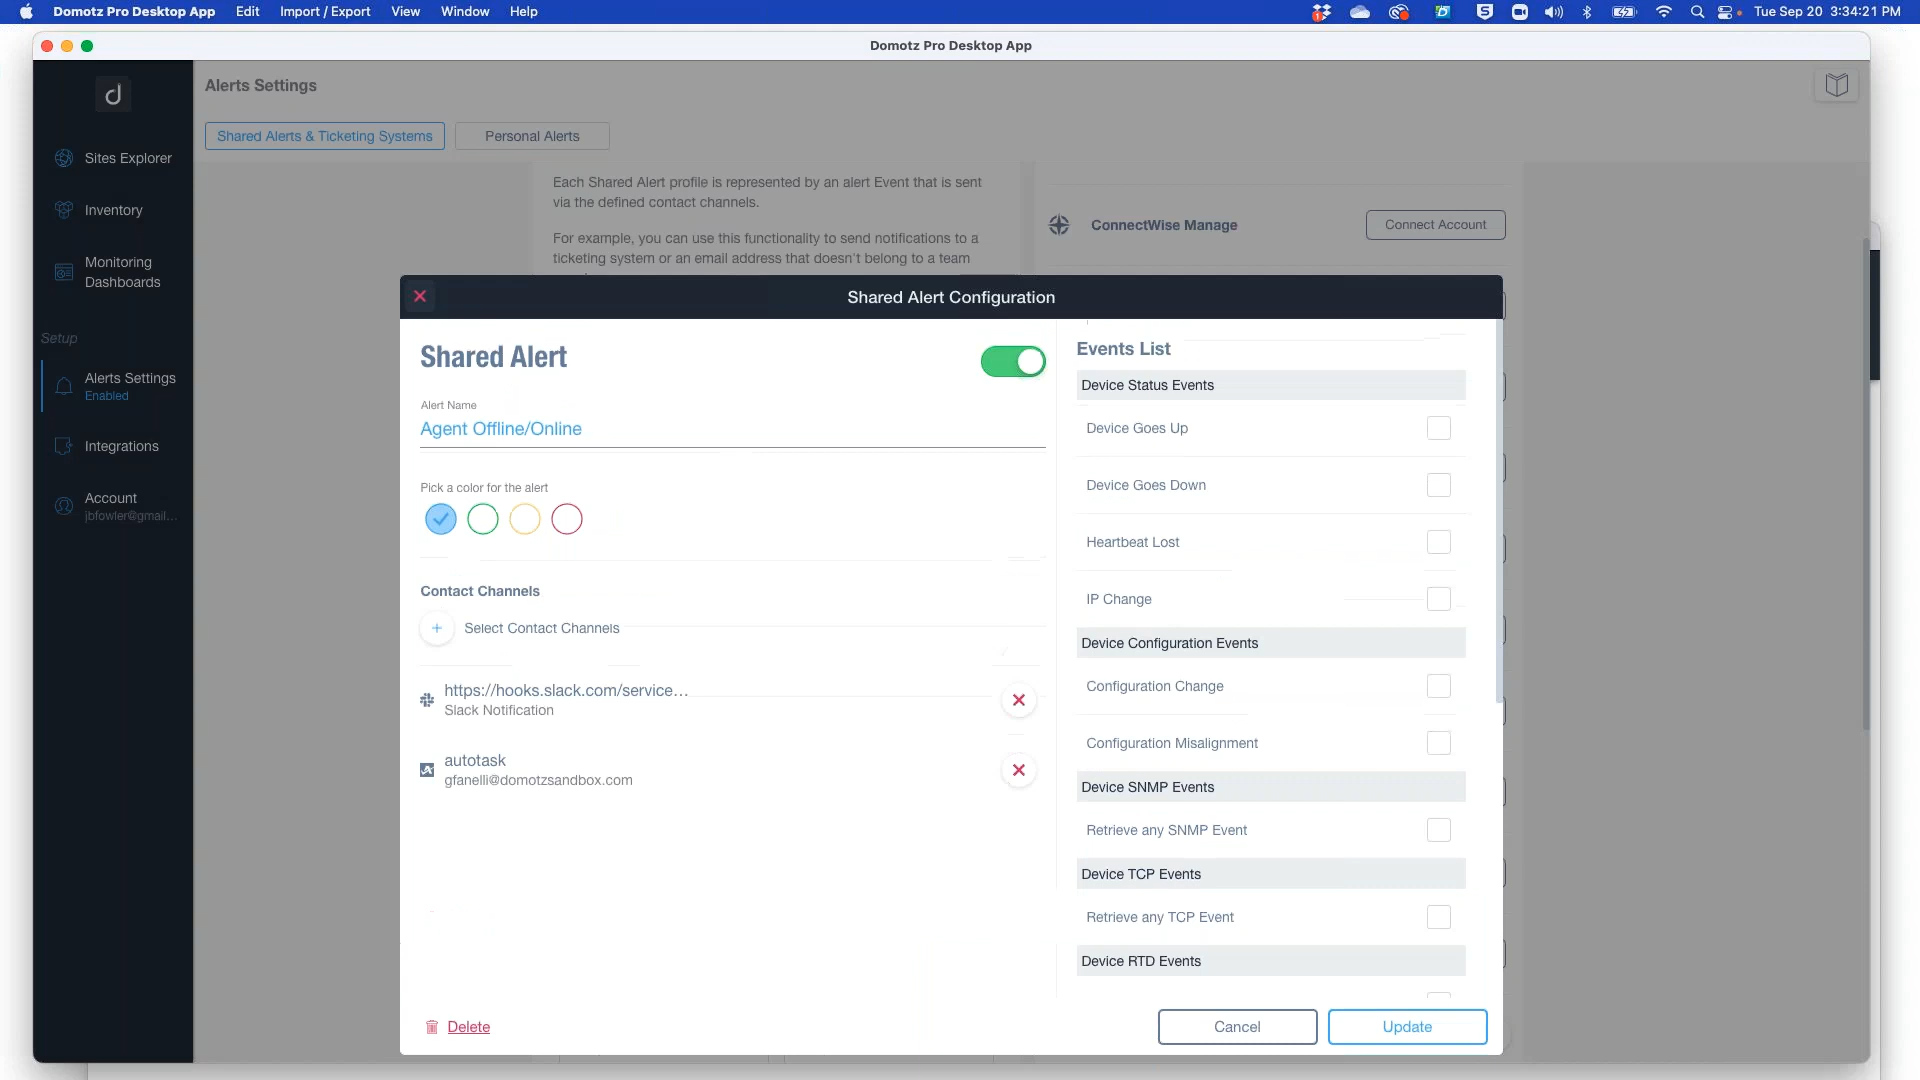 Domotz Pro Desktop App Edit Import / Export View Window Help Tue Sep 20 3:34:21 PM
Domotz Pro Desktop App
d
Alerts Settings
Shared Alerts & Ticketing Systems Personal Alerts
Sites Explorer
Inventory
Monitoring
Dashboards
Setup
Alerts Settings
Enabled
Integrations
Account
jbfowler@gmail...
Each Shared Alert profile is represented by an alert Event that is sent
via the defined contact channels.
For example, you can use this functionality to send notifications to a
ticketing system or an email address that doesn't belong to a team
ConnectWise Manage Connect Account
Shared Alert Configuration
Shared Alert
Alert Name
Agent Offline/Online
Pick a color for the alert
Contact Channels
Select Contact Channels
https://hooks.slack.com/service...
Slack Notification
autotask
gfanelli@domotzsandbox.com
Delete
Events List
Device Status Events
Device Goes Up
Device Goes Down
Heartbeat Lost
IP Change
Device Configuration Events
Configuration Change
Configuration Misalignment
Device SNMP Events
Retrieve any SNMP Event
Device TCP Events
Retrieve any TCP Event
Device RTD Events
Cancel Update